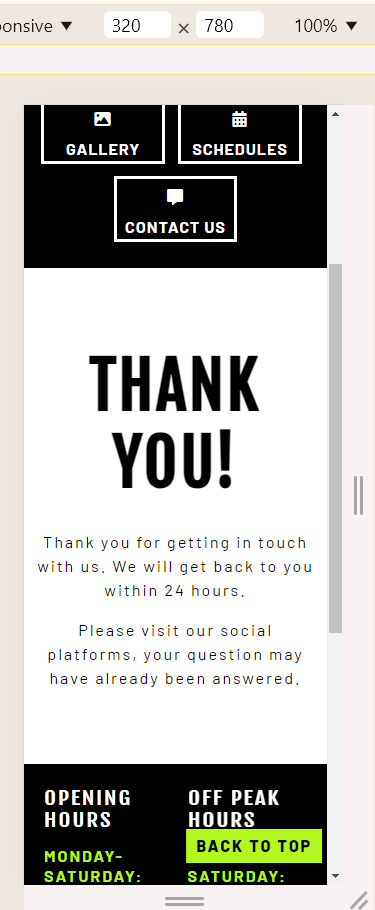 onsive ▼ 320 × 780 100% ▼
GALLERY SCHEDULES
CONTACT US
THANK
YOU!
Thank you for getting in touch
with us. We will get back to you
within 24 hours.
Please visit our social
platforms, your question may
have already been answered.
OPENING OFF PEAK
HOURS HOURS
BACK TO TOP
MONDAY-
SATURDAY: SATURDAY: